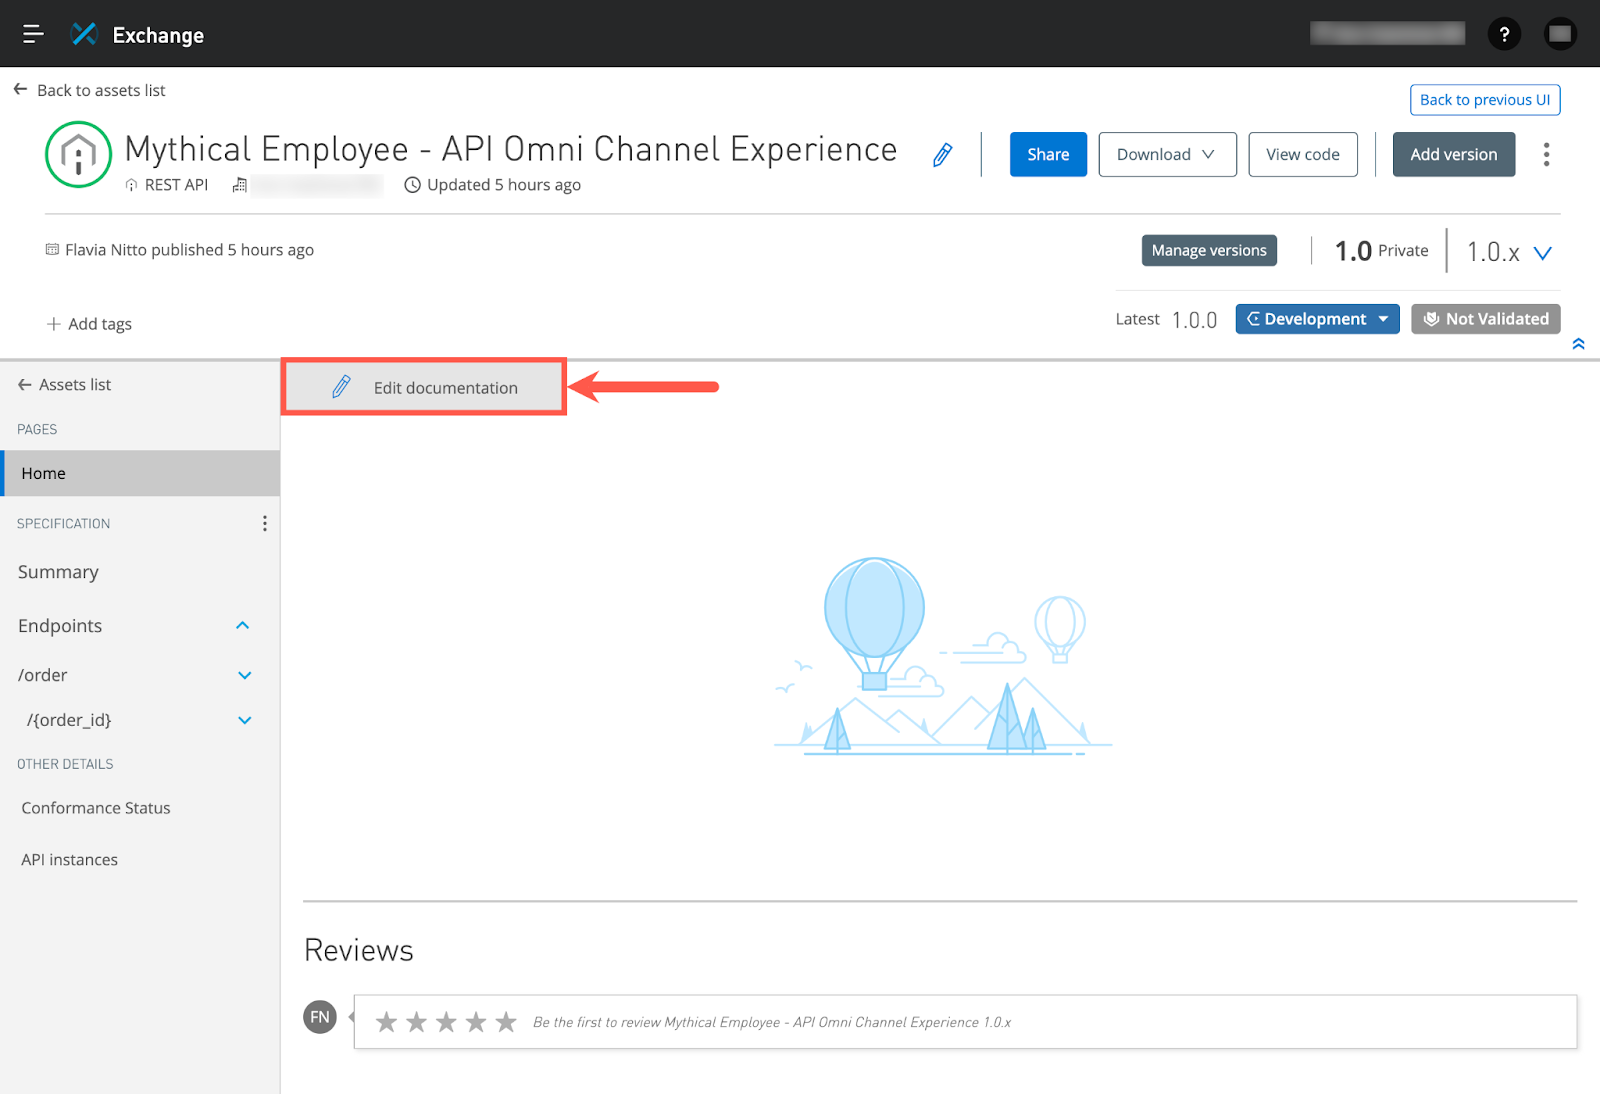 Exchange
?
Back to assets list
Back to previous UI
Mythical Employee - API Omni Channel Experience
Share
Download
View code
Add version
REST API
Updated 5 hours ago
Flavia Nitto published 5 hours ago
Manage versions
1.0 Private
1.0.x
Add tags
Latest 1.0.0
Development
Not Validated
Assets list
Edit documentation
PAGES
Home
SPECIFICATION
Summary
Endpoints
/order
/{order_id}
OTHER DETAILS
Conformance Status
API instances
Reviews
FN
Be the first to review Mythical Employee - API Omni Channel Experience 1.0.x